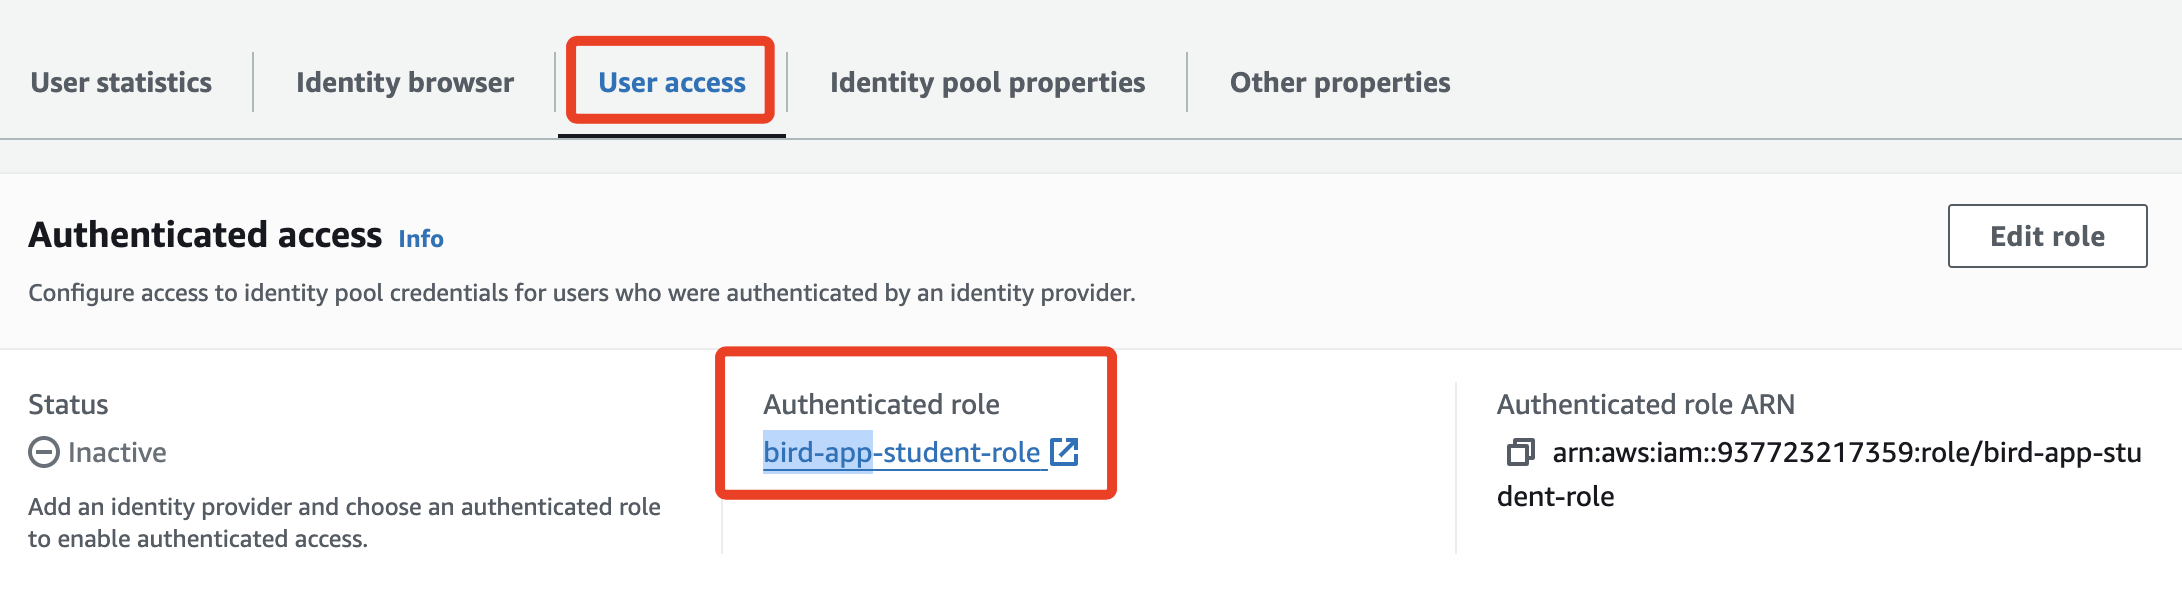 User statistics
Identity browser
User access
Identity pool properties
Other properties
Authenticated access Info
Edit role
Configure access to identity pool credentials for users who were authenticated by an identity provider.
Status
Inactive
Add an identity provider and choose an authenticated role
to enable authenticated access.
Authenticated role
bird-app-student-role
Authenticated role ARN
arn:aws:iam::937723217359:role/bird-app-stu
dent-role